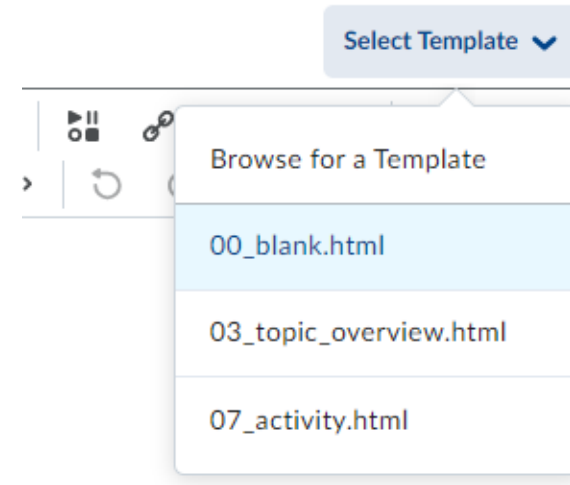 Select Template
Browse for a Template
00_blank.html
03_topic_overview.html
07_activity.html